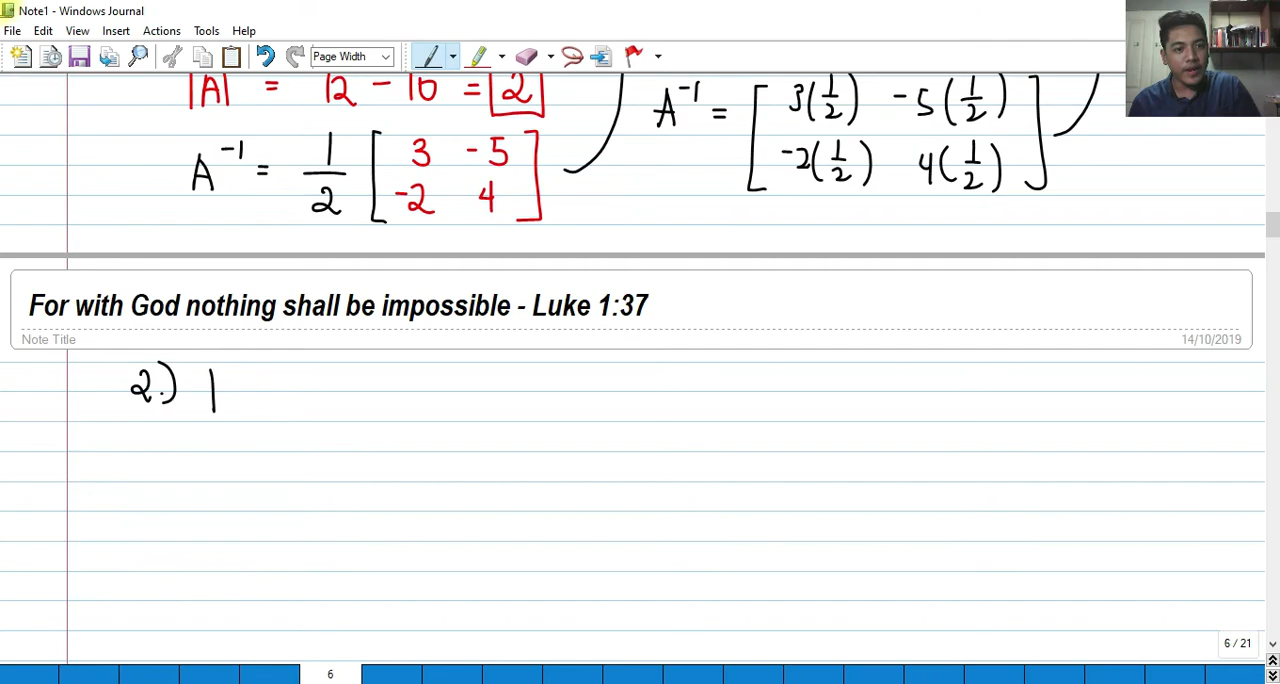 Note1 - Windows Journal
File Edit View Insert Actions Tools Help
Page Width
|A| = 12 - 10 = 2
A⁻¹ = 1/2 [3 -5
-2 4]
A⁻¹ = [3(1/2) -5(1/2)
-2(1/2) 4(1/2)]
For with God nothing shall be impossible - Luke 1:37
Note Title 14/10/2019
2.) |
6 / 21
6